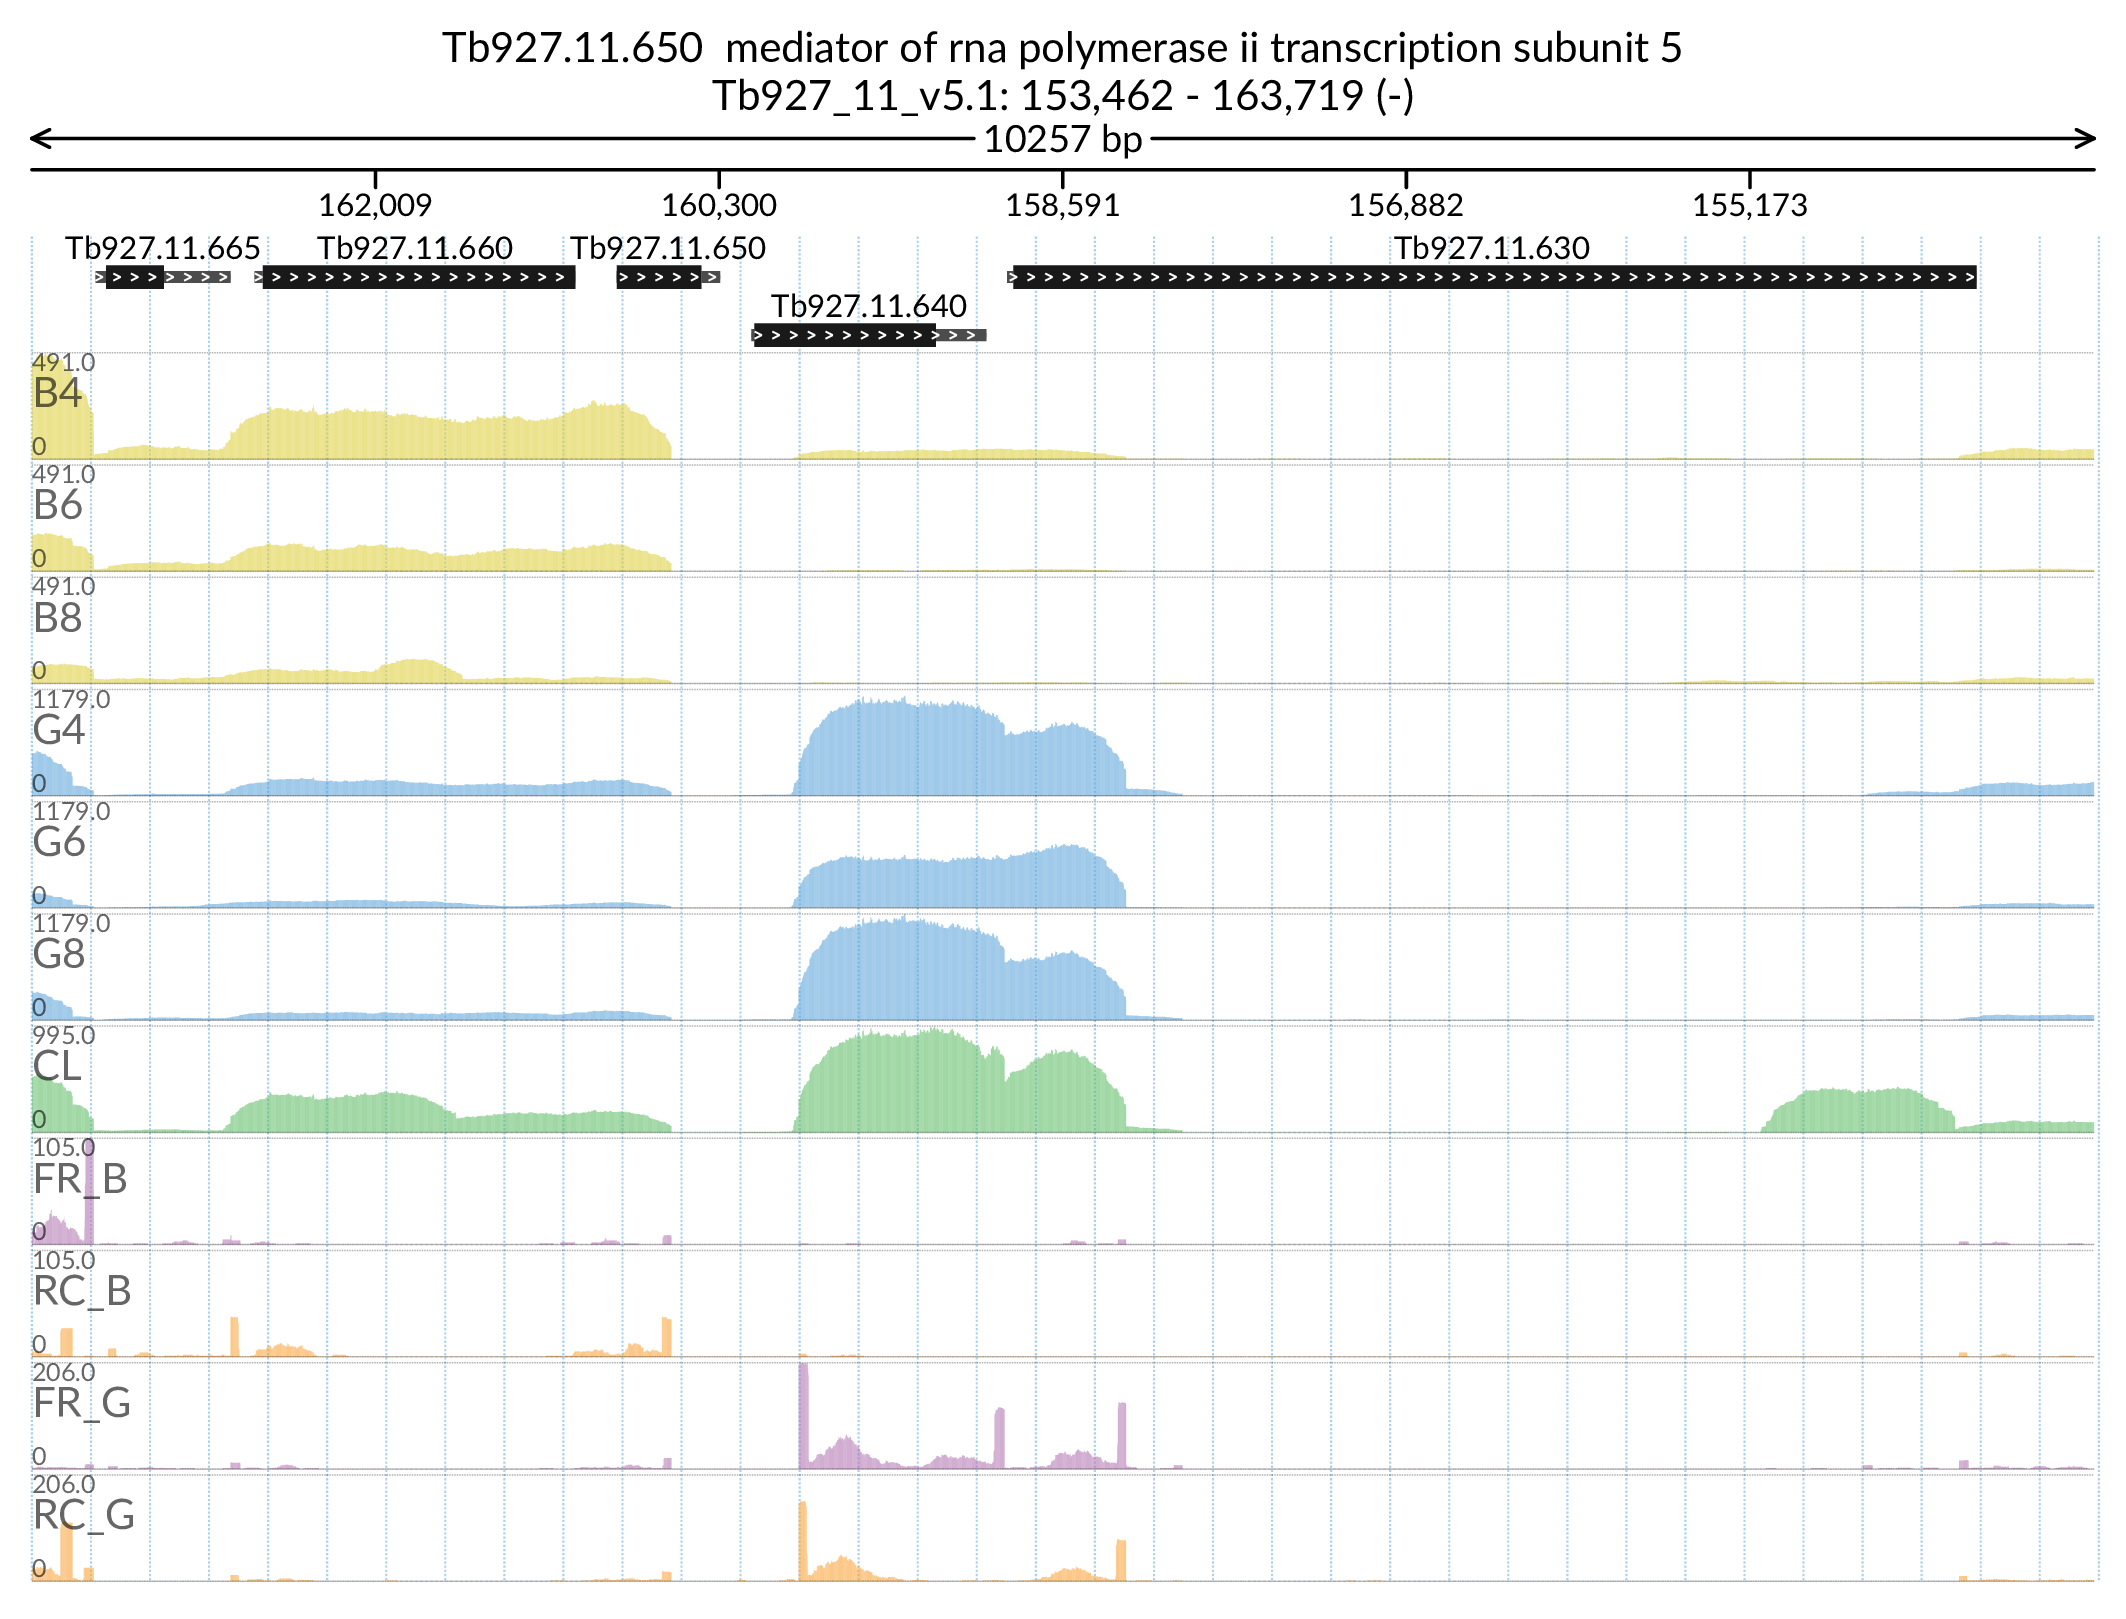 Tb927.11.650  mediator of rna polymerase ii transcription subunit 5
Tb927_11_v5.1: 153,462 - 163,719 (-)
10257 bp
162,009 160,300 158,591 156,882 155,173
Tb927.11.665 Tb927.11.660 Tb927.11.650 Tb927.11.630
Tb927.11.640
491.0
B4
0
491.0
B6
0
491.0
B8
0
1179.0
G4
0
1179.0
G6
0
1179.0
G8
0
995.0
CL
0
105.0
FR_B
0
105.0
RC_B
0
206.0
FR_G
0
206.0
RC_G
0